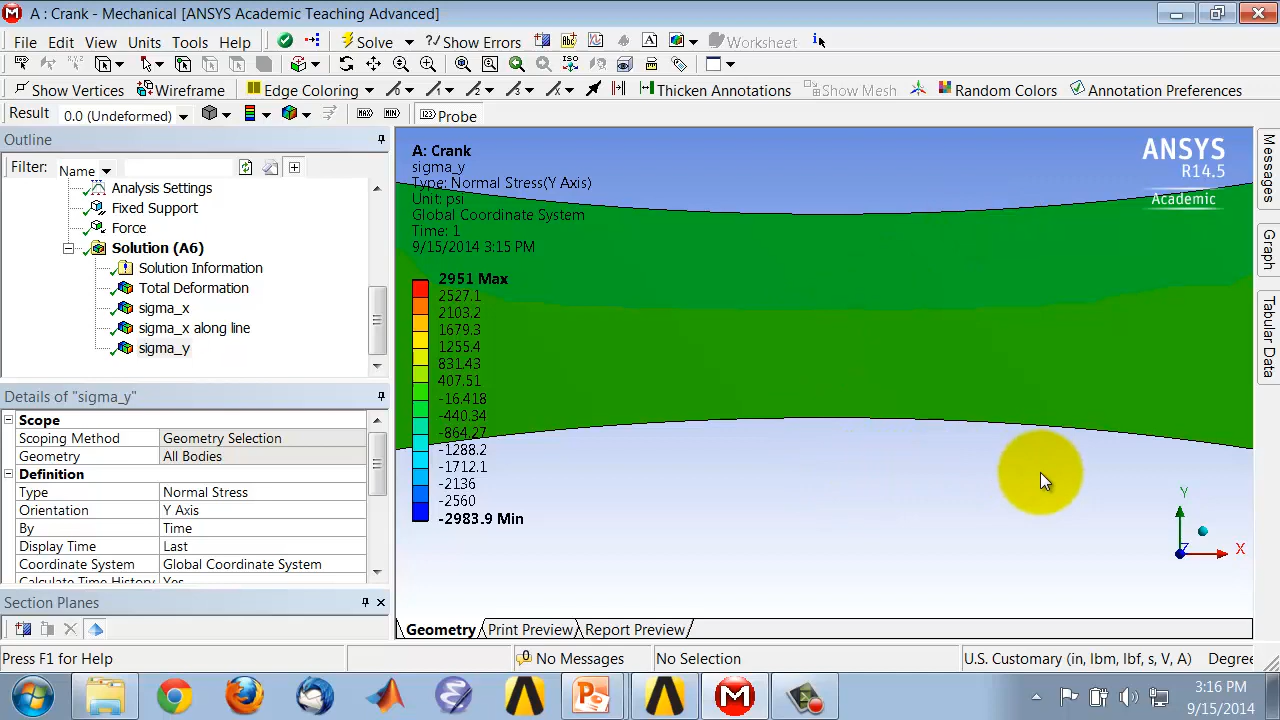 A : Crank - Mechanical [ANSYS Academic Teaching Advanced]
File Edit View Units Tools Help Solve Show Errors Worksheet
Show Vertices Wireframe Edge Coloring Thicken Annotations Show Mesh Random Colors Annotation Preferences
Result 0.0 (Undeformed) Probe
Outline
Filter: Name
Analysis Settings
Fixed Support
Force
Solution (A6)
Solution Information
Total Deformation
sigma_x
sigma_x along line
sigma_y
Details of "sigma_y"
Scope
Scoping Method Geometry Selection
Geometry All Bodies
Definition
Type Normal Stress
Orientation Y Axis
By Time
Display Time Last
Coordinate System Global Coordinate System
Calculate Time History Yes
Section Planes
A: Crank
sigma_y
Type: Normal Stress(Y Axis)
Unit: psi
Global Coordinate System
Time: 1
9/15/2014 3:15 PM
2951 Max
2527.1
2103.2
1679.3
1255.4
831.43
407.51
-16.418
-440.34
-864.27
-1288.2
-1712.1
-2136
-2560
-2983.9 Min
ANSYS
R14.5
Academic
Y
X
Z
Messages
Graph
Tabular Data
Geometry Print Preview Report Preview
Press F1 for Help 0 No Messages No Selection U.S. Customary (in, lbm, lbf, s, V, A) Degree
3:16 PM
9/15/2014